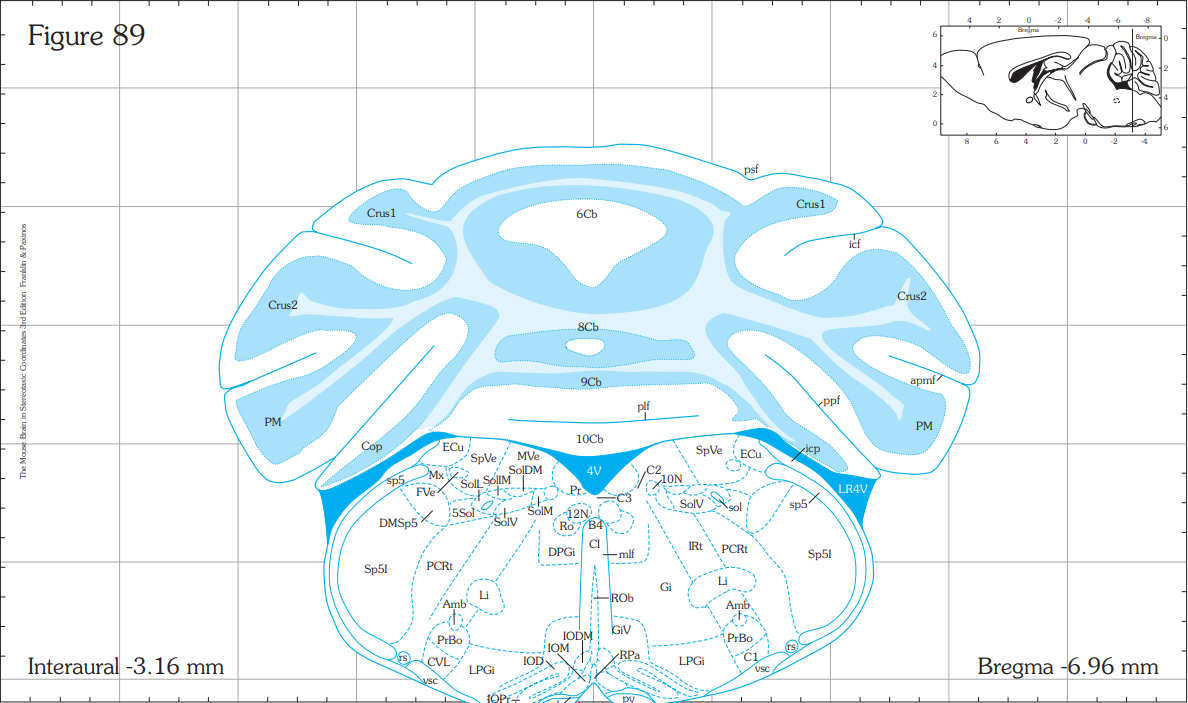 Figure 89
4 2 0 -2 -4 -6 -8
Bregma
Bregma
6 4 2 0
0 2 4 6
8 6 4 2 0 -2 -4
The Mouse Brain in Stereotaxic Coordinates 3rd Edition Franklin & Paxinos
psf
Crus1 6Cb Crus1
icf
Crus2 Crus2
8Cb
9Cb apmf
plf ppf
PM PM
Cop 10Cb
ECu SpVe MVe SpVe ECu icp
sp5 Mx SolL SolIM SolDM 4V C2 10N LR4V
FVe Pr C3 SolV sol sp5
DMSp5 5Sol SolV SolM 12N
Ro B4
DPGi CI mlf IRt PCRt Sp5I
Sp5I PCRt
Li Gi Li
Amb ROb Amb
PrBo IODM GiV PrBo
rs IOM RPa rs
CVL LPGi IOD LPGi C1
vsc vsc
IOPr py
Interaural -3.16 mm
Bregma -6.96 mm